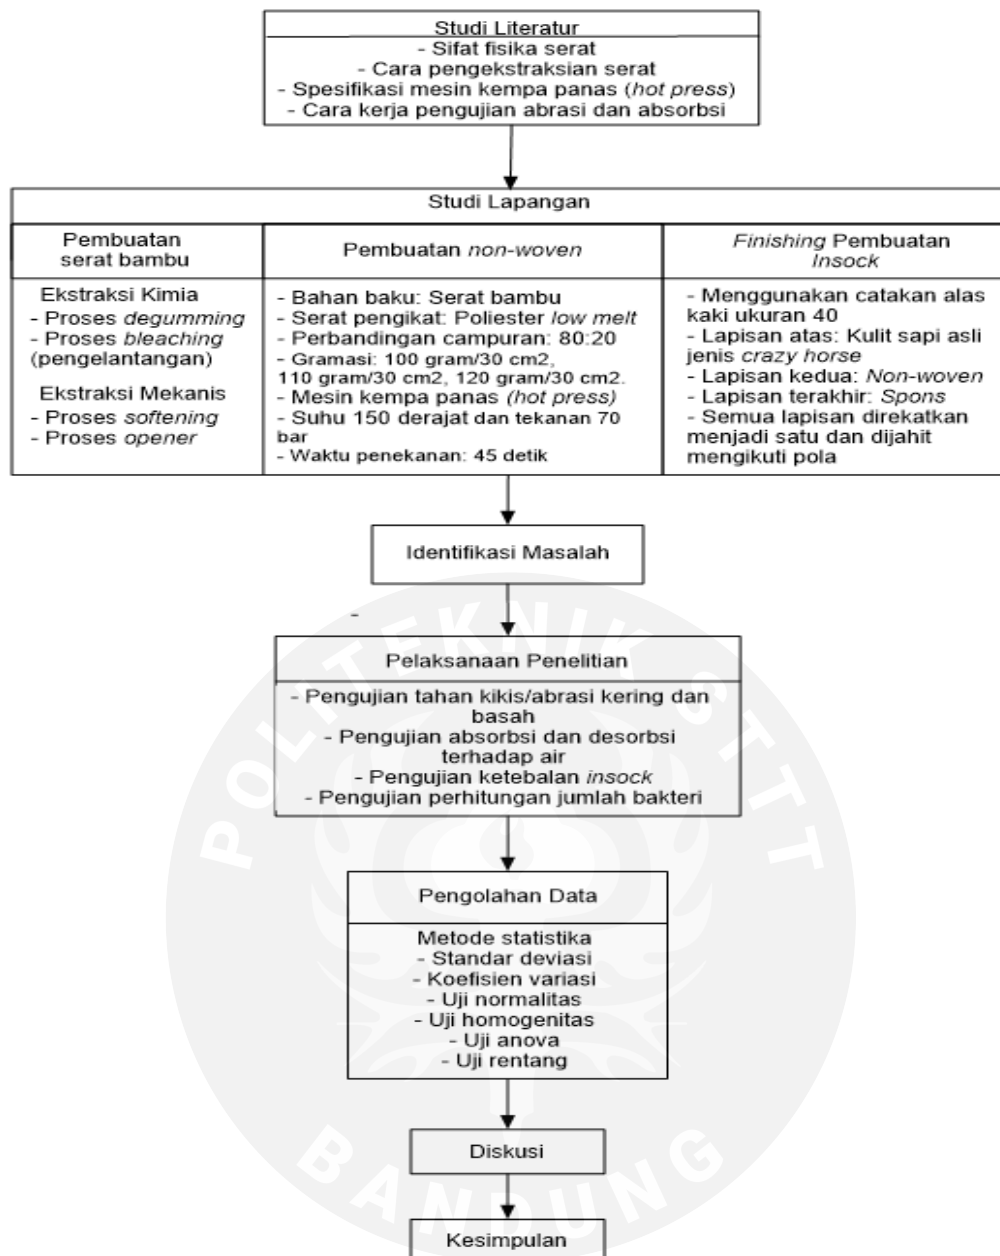 Studi Literatur
- Sifat fisika serat
- Cara pengekstraksian serat
- Spesifikasi mesin kempa panas (hot press)
- Cara kerja pengujian abrasi dan absorbsi
Studi Lapangan
Pembuatan
serat bambu
Ekstraksi Kimia
- Proses degumming
- Proses bleaching
(pengelantangan)
Ekstraksi Mekanis
- Proses softening
- Proses opener
Pembuatan non-woven
- Bahan baku: Serat bambu
- Serat pengikat: Poliester low melt
- Perbandingan campuran: 80:20
- Gramasi: 100 gram/30 cm2,
110 gram/30 cm2, 120 gram/30 cm2.
- Mesin kempa panas (hot press)
- Suhu 150 derajat dan tekanan 70
bar
- Waktu penekanan: 45 detik
Finishing Pembuatan
Insock
- Menggunakan catakan alas
kaki ukuran 40
- Lapisan atas: Kulit sapi asli
jenis crazy horse
- Lapisan kedua: Non-woven
- Lapisan terakhir: Spons
- Semua lapisan direkatkan
menjadi satu dan dijahit
mengikuti pola
Identifikasi Masalah
-
Pelaksanaan Penelitian
- Pengujian tahan kikis/abrasi kering dan
basah
- Pengujian absorbsi dan desorbsi
terhadap air
- Pengujian ketebalan insock
- Pengujian perhitungan jumlah bakteri
Pengolahan Data
Metode statistika
- Standar deviasi
- Koefisien variasi
- Uji normalitas
- Uji homogenitas
- Uji anova
- Uji rentang
Diskusi
Kesimpulan
POLITEKNIK STTT
BANDUNG